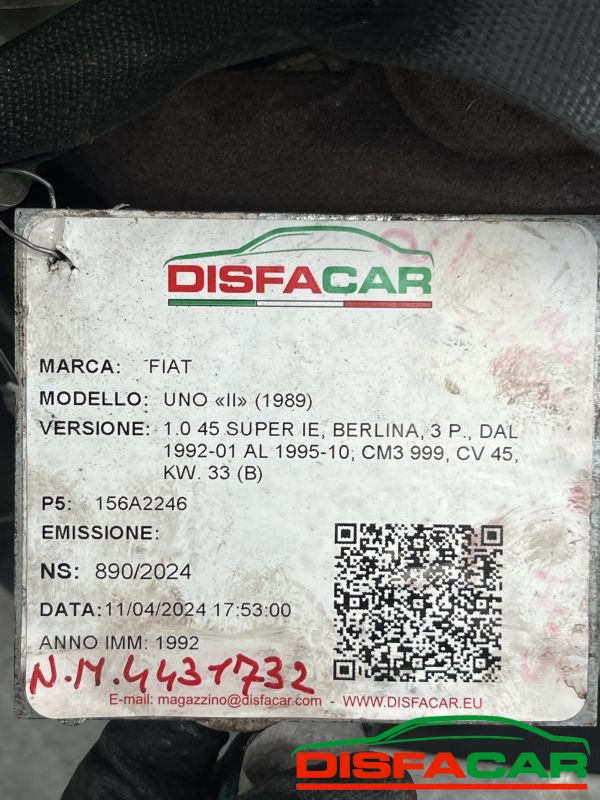 DISFACAR
MARCA: FIAT
MODELLO: UNO «II» (1989)
VERSIONE: 1.0 45 SUPER IE, BERLINA, 3 P., DAL
1992-01 AL 1995-10, CM3 999, CV 45,
KW. 33 (B)
P5: 156A2246
EMISSIONE:
NS: 890/2024
DATA: 11/04/2024 17:53:00
ANNO IMM: 1992
N.M. 4431732
E-mail: magazzino@disfacar.com - WWW.DISFACAR.EU
DISFACAR